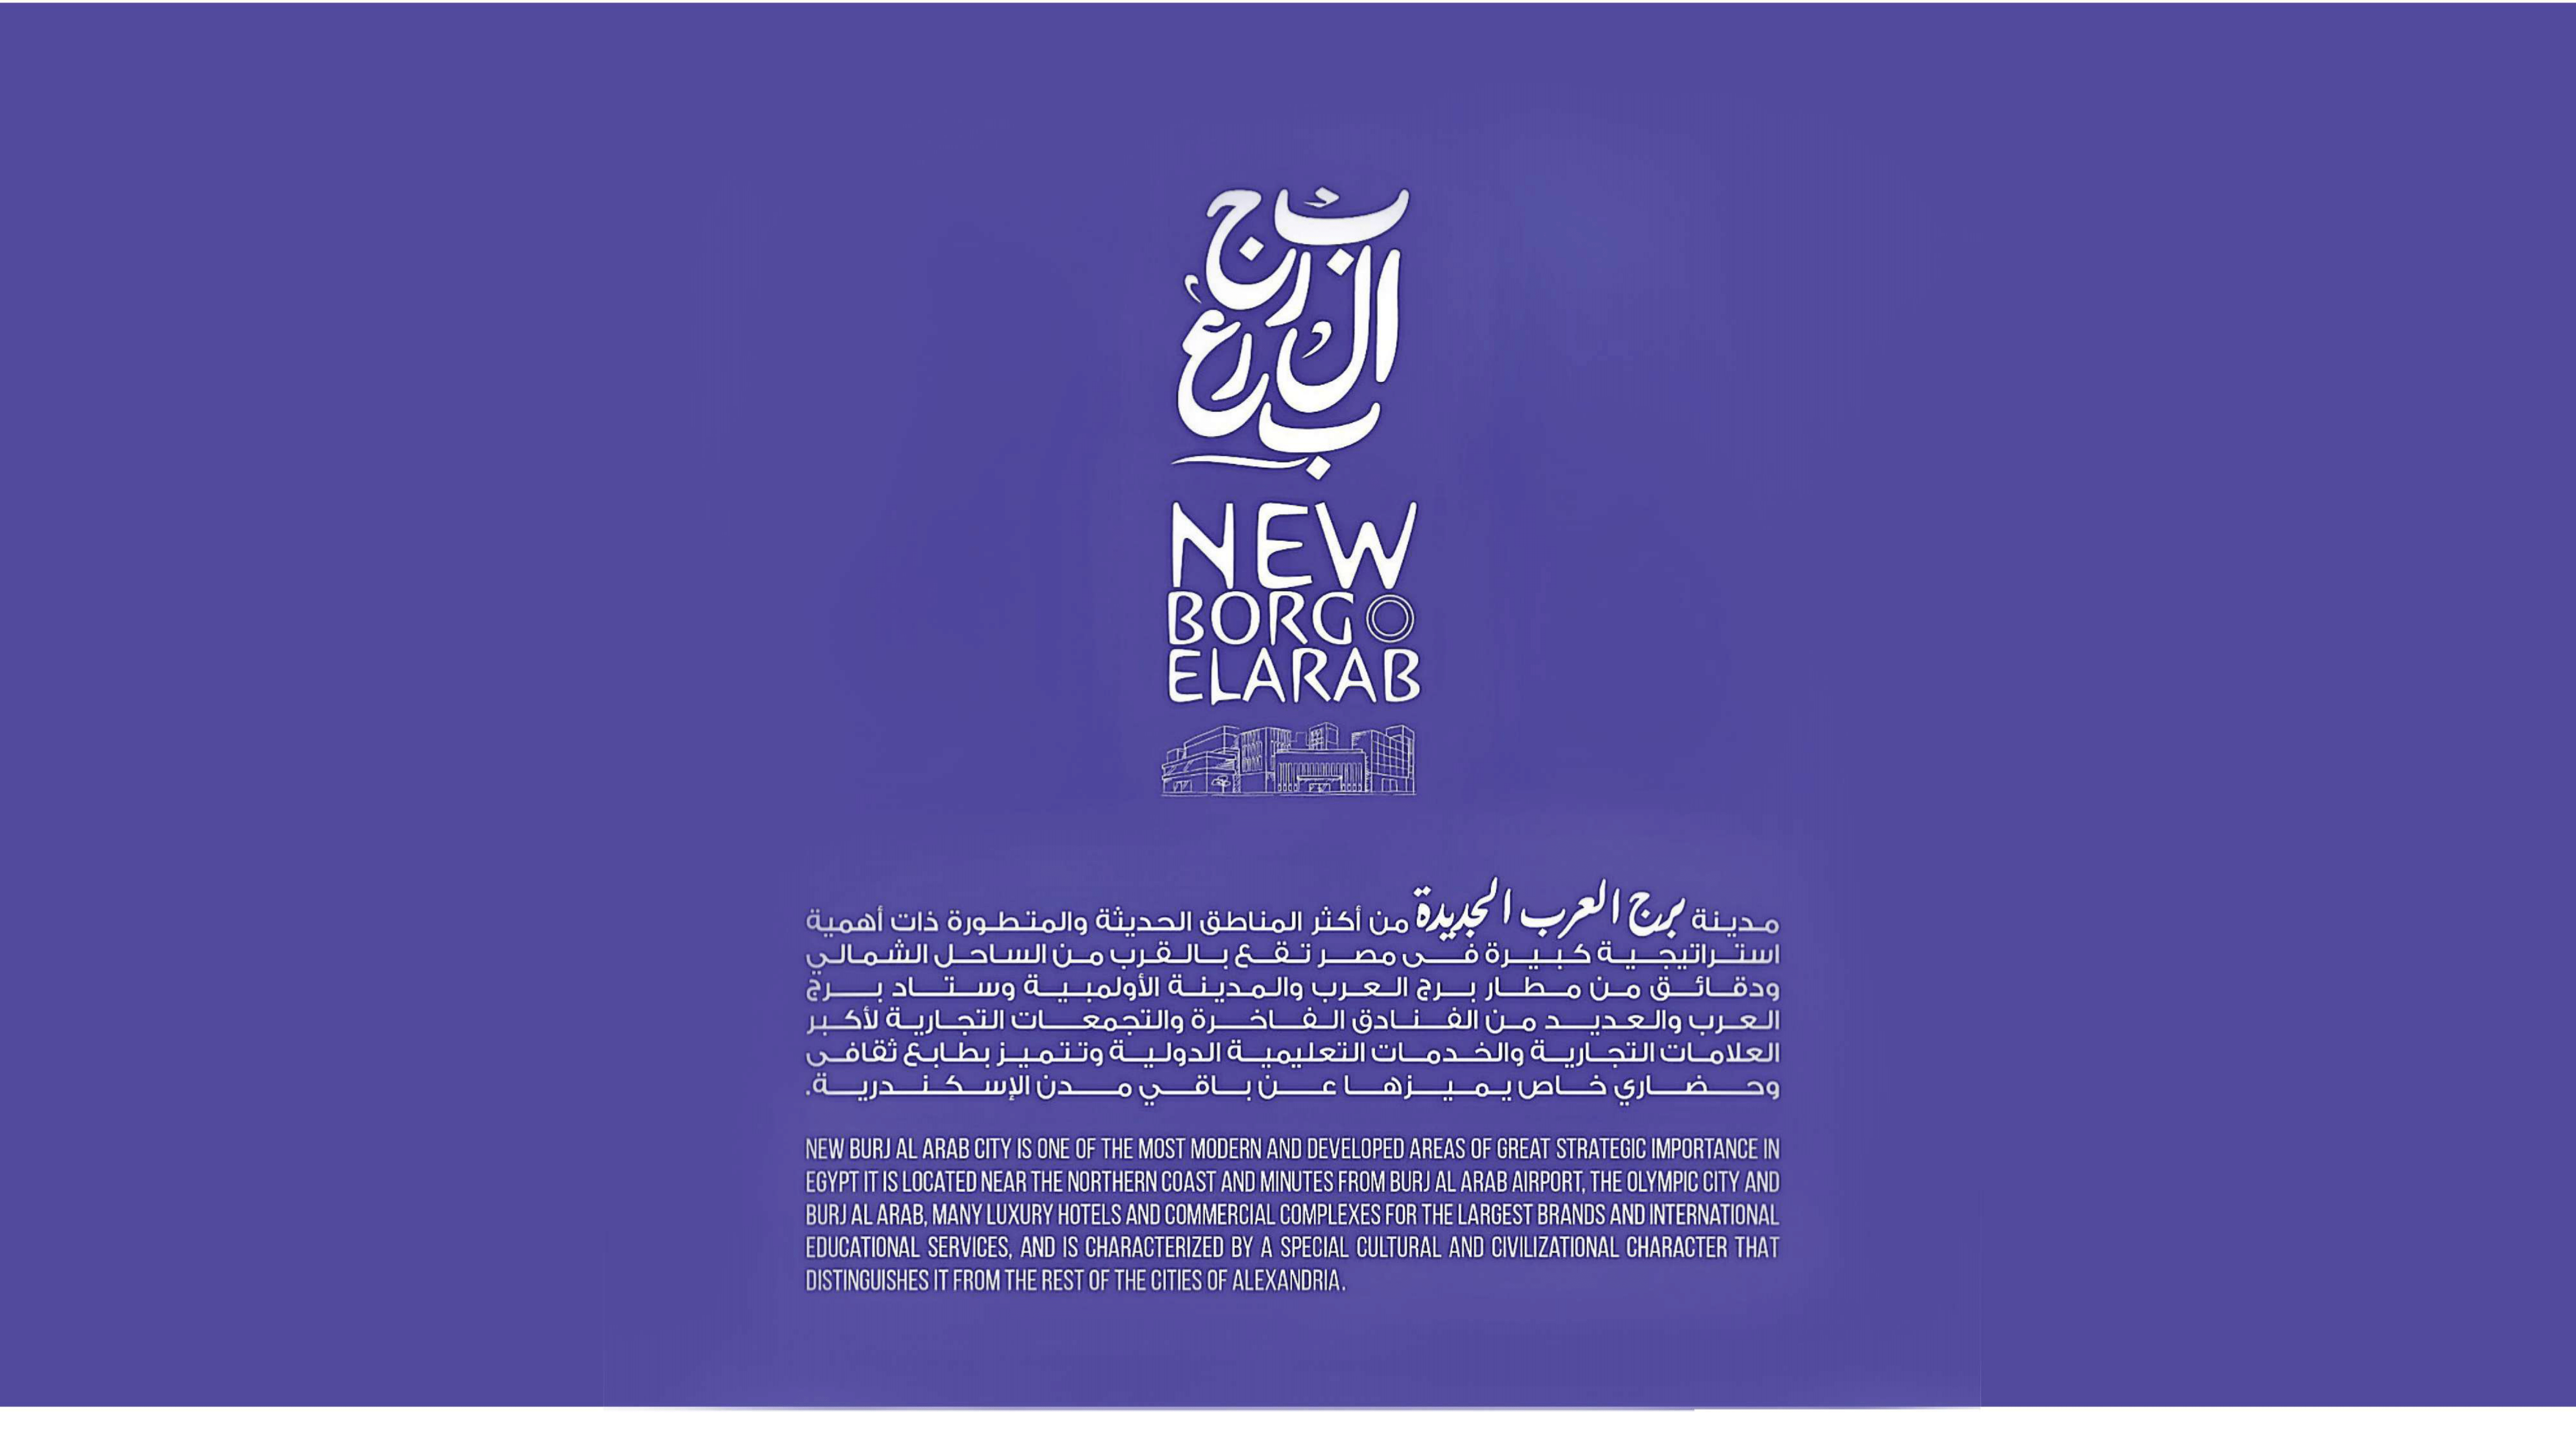 برج
العرب
NEW
BORG
ELARAB
مدينة برج العرب الجديدة من أكثر المناطق الحديثة والمتطورة ذات أهمية
استراتيجية كبيرة فى مصر تقع بالقرب من الساحل الشمالي
ودقائق من مطار برج العرب والمدينة الأولمبية وستاد برج
العرب والعديد من الفنادق الفاخرة والتجمعات التجارية لأكبر
العلامات التجارية والخدمات التعليمية الدولية وتتميز بطابع ثقافى
وحضاري خاص يميزها عن باقي مدن الإسكندرية.
NEW BURJ AL ARAB CITY IS ONE OF THE MOST MODERN AND DEVELOPED AREAS OF GREAT STRATEGIC IMPORTANCE IN
EGYPT IT IS LOCATED NEAR THE NORTHERN COAST AND MINUTES FROM BURJ AL ARAB AIRPORT, THE OLYMPIC CITY AND
BURJ AL ARAB, MANY LUXURY HOTELS AND COMMERCIAL COMPLEXES FOR THE LARGEST BRANDS AND INTERNATIONAL
EDUCATIONAL SERVICES, AND IS CHARACTERIZED BY A SPECIAL CULTURAL AND CIVILIZATIONAL CHARACTER THAT
DISTINGUISHES IT FROM THE REST OF THE CITIES OF ALEXANDRIA.